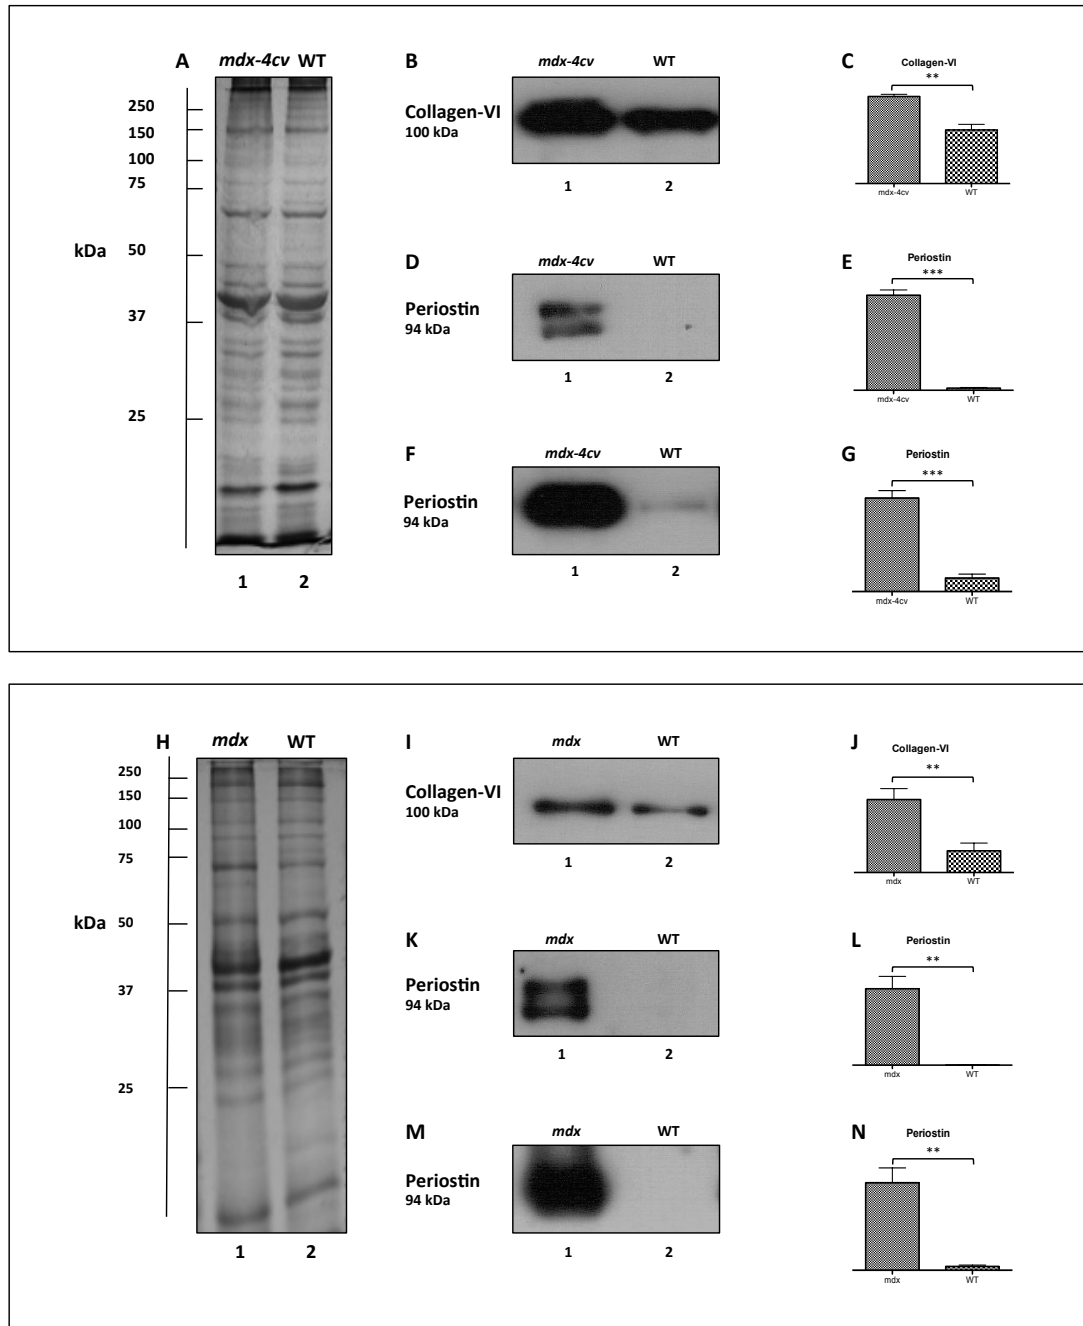 A mdx-4cv WT
250
150
100
75
kDa 50
37
25
1 2
B mdx-4cv WT
Collagen-VI
100 kDa
1 2
C Collagen-VI
**
mdx-4cv WT
D mdx-4cv WT
Periostin
94 kDa
1 2
E Periostin
***
mdx-4cv WT
F mdx-4cv WT
Periostin
94 kDa
1 2
G Periostin
***
mdx-4cv WT
H mdx WT
250
150
100
75
kDa 50
37
25
1 2
I mdx WT
Collagen-VI
100 kDa
1 2
J Collagen-VI
**
mdx WT
K mdx WT
Periostin
94 kDa
1 2
L Periostin
**
mdx WT
M mdx WT
Periostin
94 kDa
1 2
N Periostin
**
mdx WT